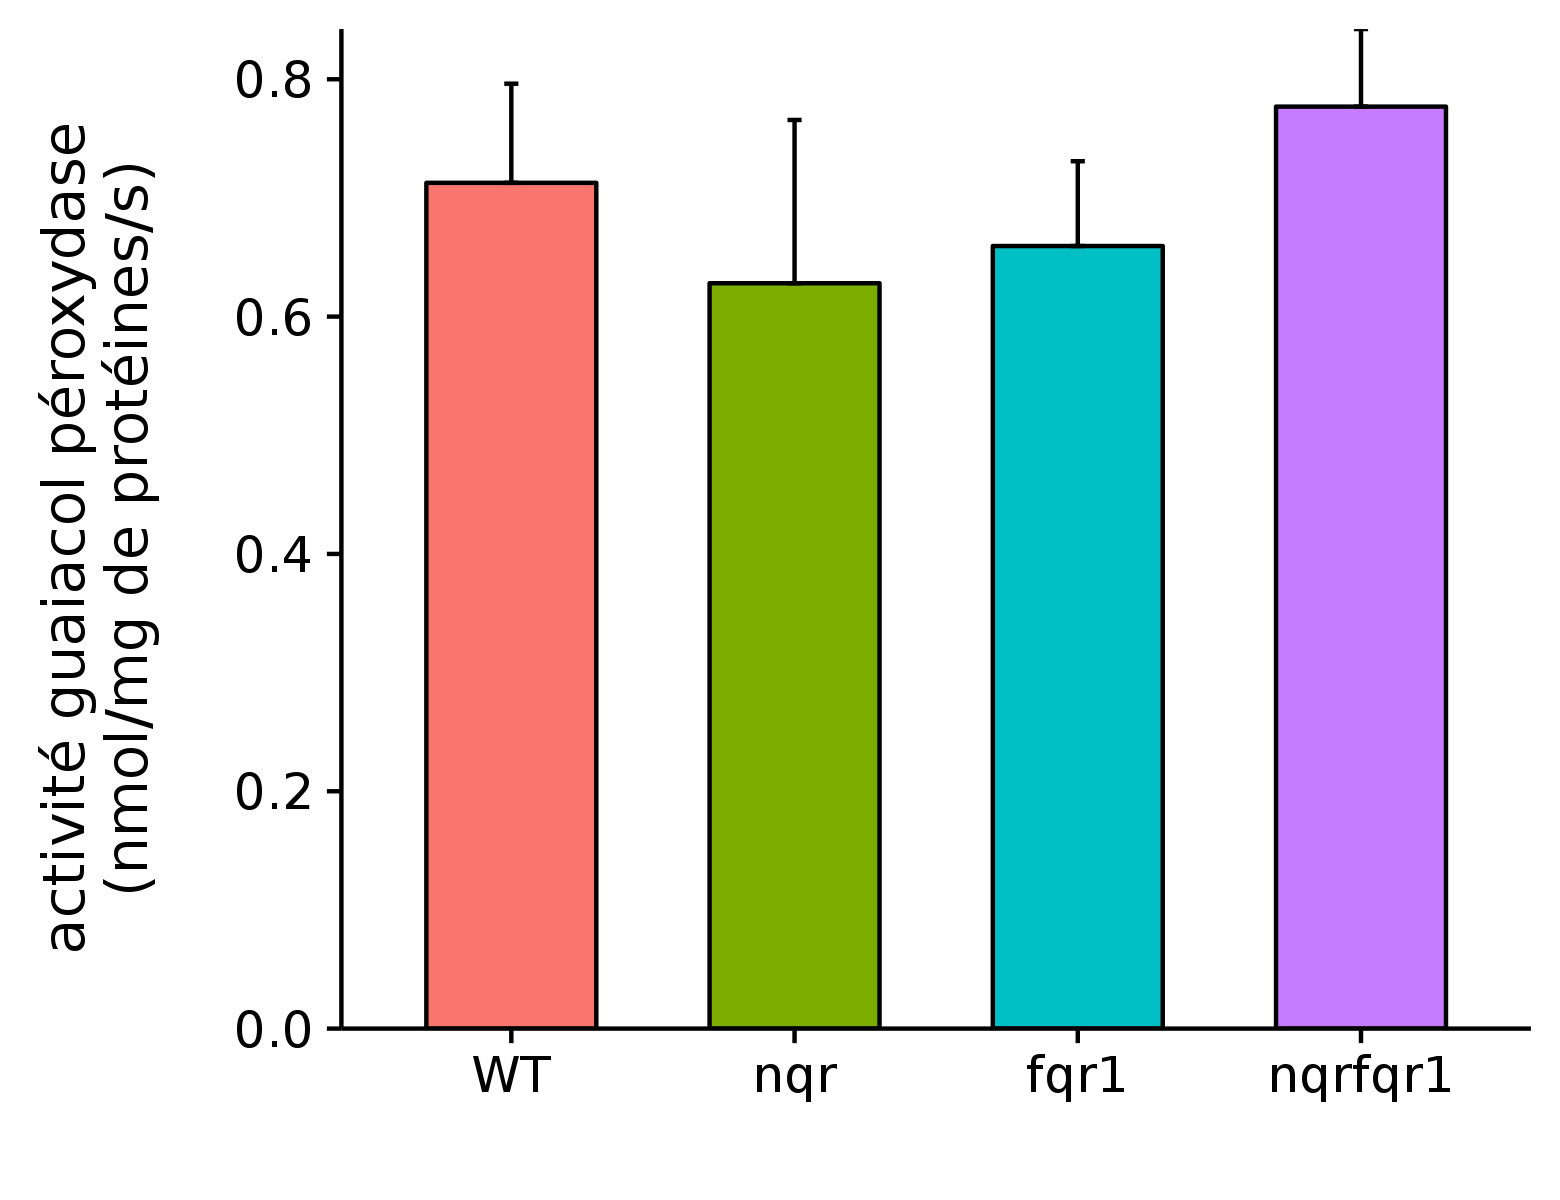 activité guaiacol péroxydase
(nmol/mg de protéines/s)
0.8
0.6
0.4
0.2
0.0
WT
nqr
fqr1
nqrfqr1